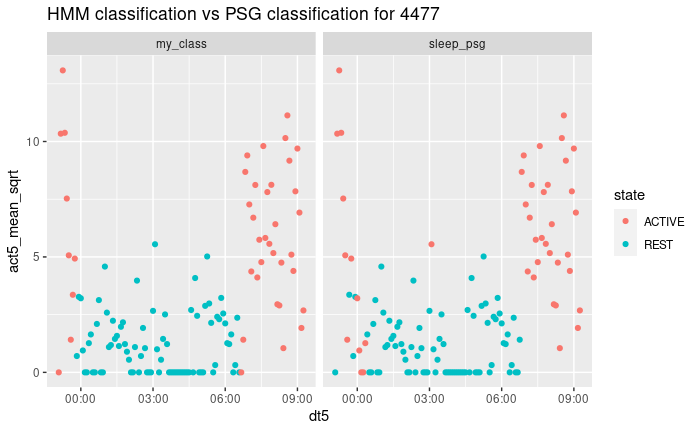 HMM classification vs PSG classification for 4477
my_class
sleep_psg
act5_mean_sqrt
10
5
0
00:00
03:00
06:00
09:00
00:00
03:00
06:00
09:00
dt5
state
ACTIVE
REST